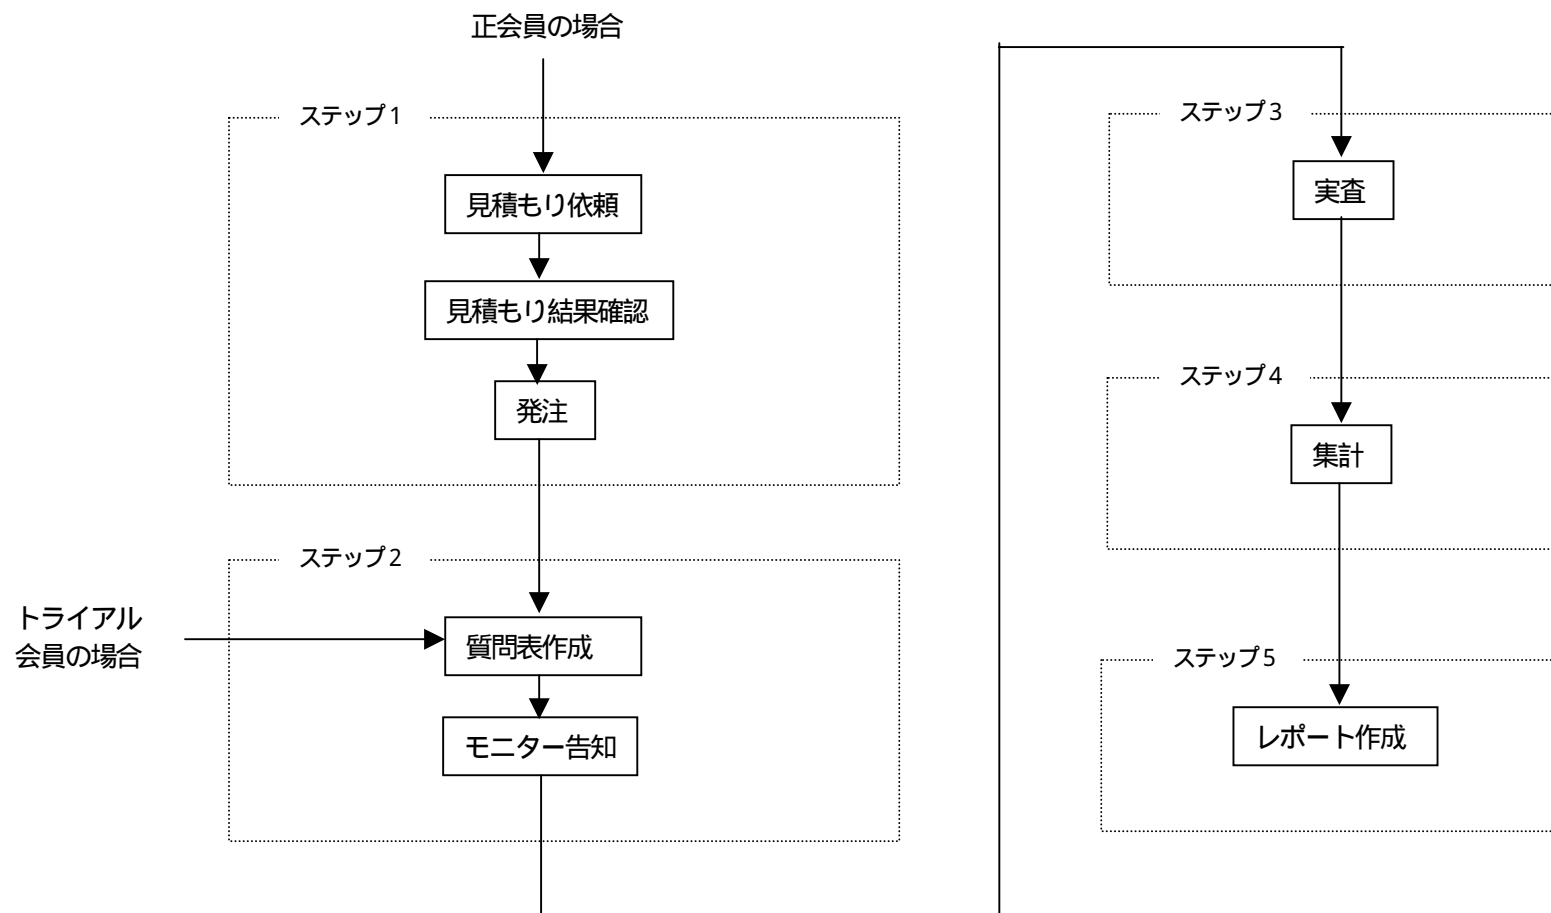 正会員の場合
ステップ1
見積もり依頼
見積もり結果確認
発注
ステップ2
トライアル
会員の場合
質問表作成
モニター告知
ステップ3
実査
ステップ4
集計
ステップ5
レポート作成